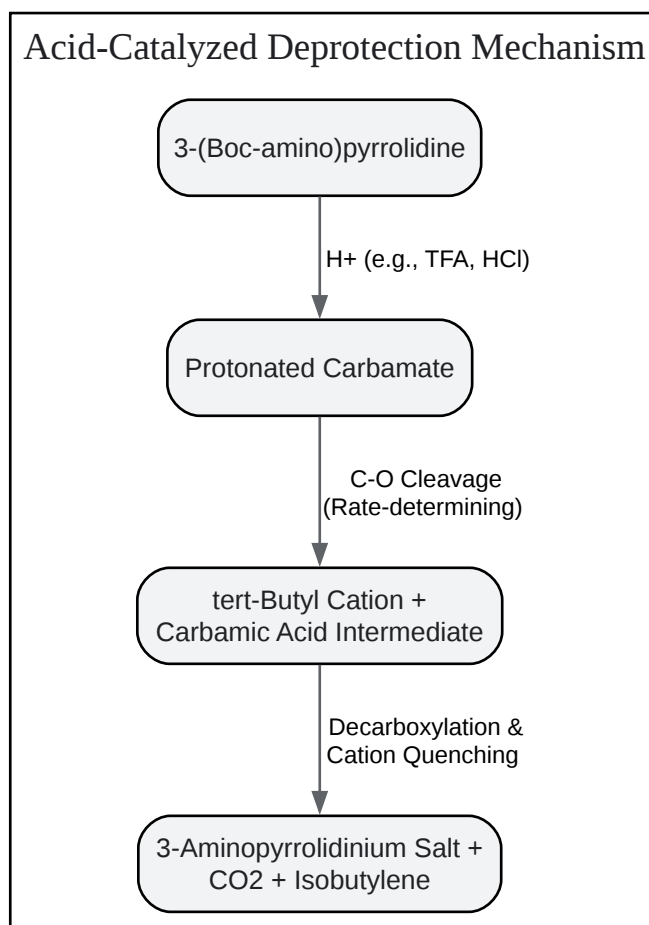 Acid-Catalyzed Deprotection Mechanism
3-(Boc-amino)pyrrolidine
H+ (e.g., TFA, HCl)
Protonated Carbamate
C-O Cleavage
(Rate-determining)
tert-Butyl Cation +
Carbamic Acid Intermediate
Decarboxylation &
Cation Quenching
3-Aminopyrrolidinium Salt +
CO2 + Isobutylene